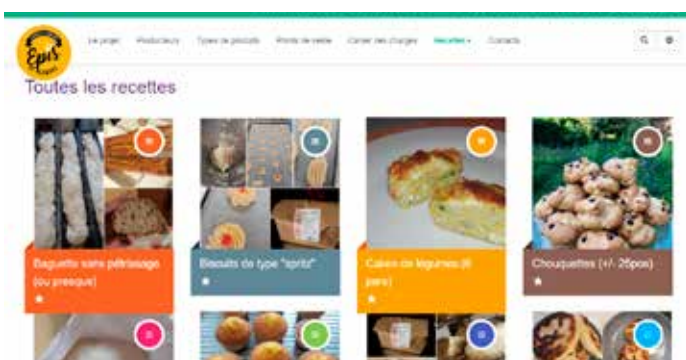 Epis
Le projet Producteurs Types de produits Points de vente Cahier des charges Recettes Contacts
Toutes les recettes
Baguette sans pétrissage
(ou presque)
Biscuits de type "spritz"
Cakes de légumes (6
pers)
Chouquettes (+/- 25pcs)